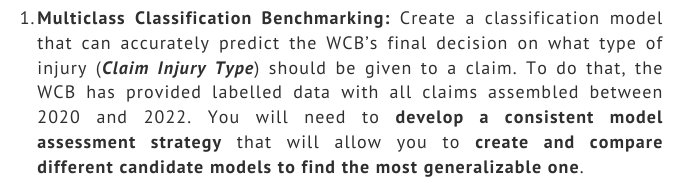 1. Multiclass Classification Benchmarking: Create a classification model
that can accurately predict the WCB's final decision on what type of
injury (Claim Injury Type) should be given to a claim. To do that, the
WCB has provided labelled data with all claims assembled between
2020 and 2022. You will need to develop a consistent model
assessment strategy that will allow you to create and compare
different candidate models to find the most generalizable one.